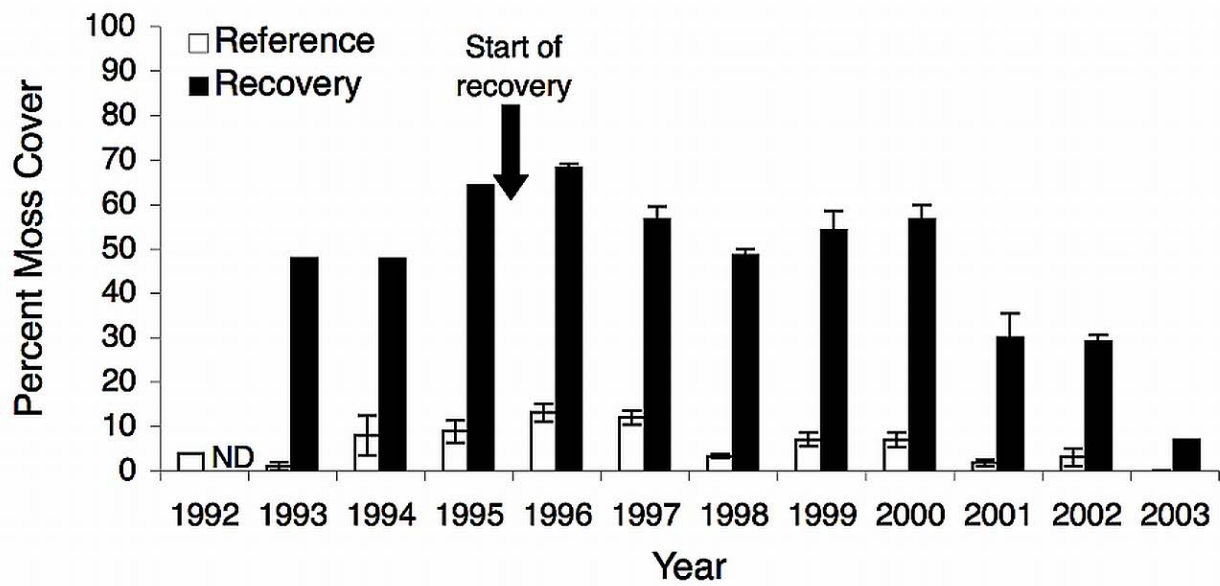 Percent Moss Cover
100
90
80
70
60
50
40
30
20
10
0
Reference
Recovery
Start of
recovery
ND
1992 1993 1994 1995 1996 1997 1998 1999 2000 2001 2002 2003
Year